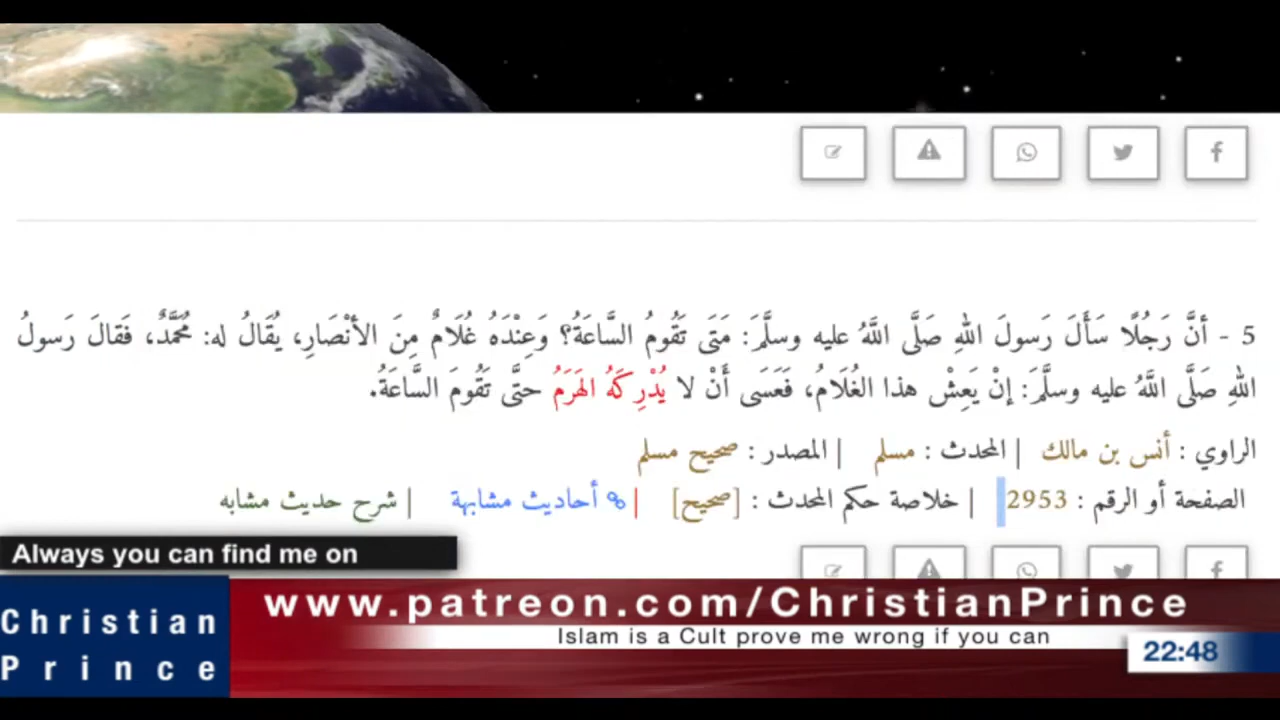 5 - أنَّ رَجُلًا سَأَلَ رَسولَ اللهِ صَلَّى اللَّهُ عليه وسلَّمَ: مَتَى تَقُومُ السَّاعَةُ؟ وَعِنْدَهُ غُلَامٌ مِنَ الأنْصَارِ، يُقَالُ له: مُحَمَّدٌ، فَقالَ رَسولُ
اللهِ صَلَّى اللَّهُ عليه وسلَّمَ: إنْ يَعِشْ هذا الغُلَامُ، فَعَسَى أَنْ لا يُدْرِكَهُ الهَرَمُ حتَّى تَقُومَ السَّاعَةُ.
الراوي : أنس بن مالك | المحدث : مسلم | المصدر : صحيح مسلم
الصفحة أو الرقم : 2953 | خلاصة حكم المحدث : [صحيح] | % أحاديث مشابهة | شرح حديث مشابه
Always you can find me on
Christian
Prince
www.patreon.com/ChristianPrince
Islam is a Cult prove me wrong if you can
22:48